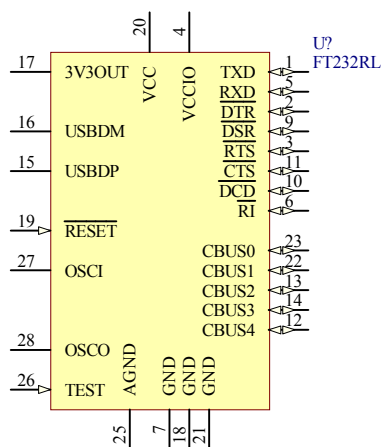 20
4
U?
FT232RL
17
3V3OUT
VCC
VCCIO
TXD
1
RXD
5
DTR
2
16
USBDM
DSR
9
RTS
3
15
USBDP
CTS
11
DCD
10
RI
6
19
RESET
CBUS0
23
27
OSCI
CBUS1
22
CBUS2
13
CBUS3
14
CBUS4
12
28
OSCO
26
TEST
AGND
GND
GND
GND
25
7
18
21